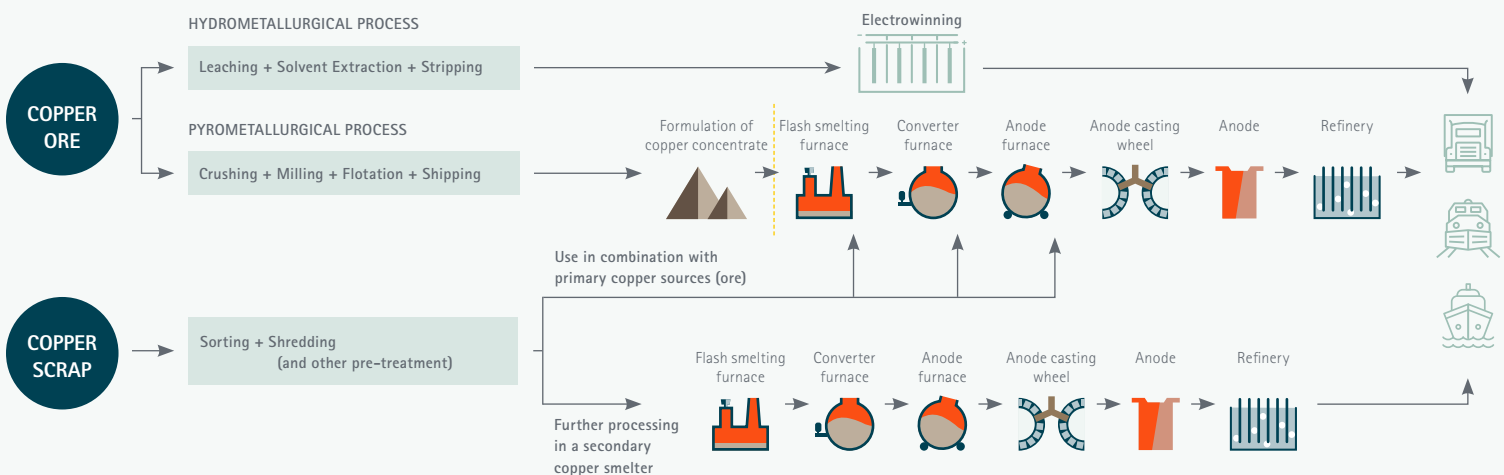 HYDROMETALLURGICAL PROCESS
Electrowinning
− +
Leaching + Solvent Extraction + Stripping
COPPER
ORE
PYROMETALLURGICAL PROCESS
Crushing + Milling + Flotation + Shipping
Formulation of
copper concentrate
Flash smelting
furnace
Converter
furnace
Anode
furnace
Anode casting
wheel
Anode
Refinery
Use in combination with
primary copper sources (ore)
COPPER
SCRAP
Sorting + Shredding
(and other pre-treatment)
Flash smelting
furnace
Converter
furnace
Anode
furnace
Anode casting
wheel
Anode
Refinery
Further processing
in a secondary
copper smelter